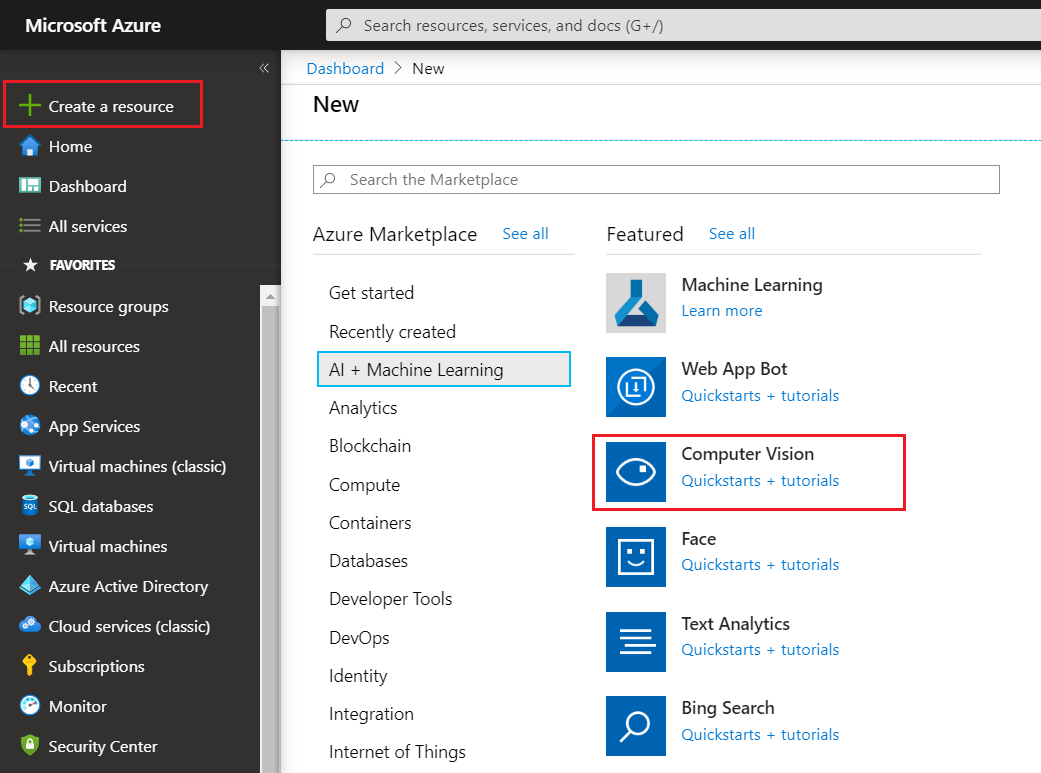 Microsoft Azure
Search resources, services, and docs (G+/)
«
Create a resource
Home
Dashboard
All services
FAVORITES
Resource groups
All resources
Recent
App Services
Virtual machines (classic)
SQL
SQL databases
Virtual machines
Azure Active Directory
Cloud services (classic)
Subscriptions
Monitor
Security Center
Dashboard > New
New
Search the Marketplace
Azure Marketplace See all
Get started
Recently created
AI + Machine Learning
Analytics
Blockchain
Compute
Containers
Databases
Developer Tools
DevOps
Identity
Integration
Internet of Things
Featured See all
Machine Learning
Learn more
Web App Bot
Quickstarts + tutorials
Computer Vision
Quickstarts + tutorials
Face
Quickstarts + tutorials
Text Analytics
Quickstarts + tutorials
Bing Search
Quickstarts + tutorials